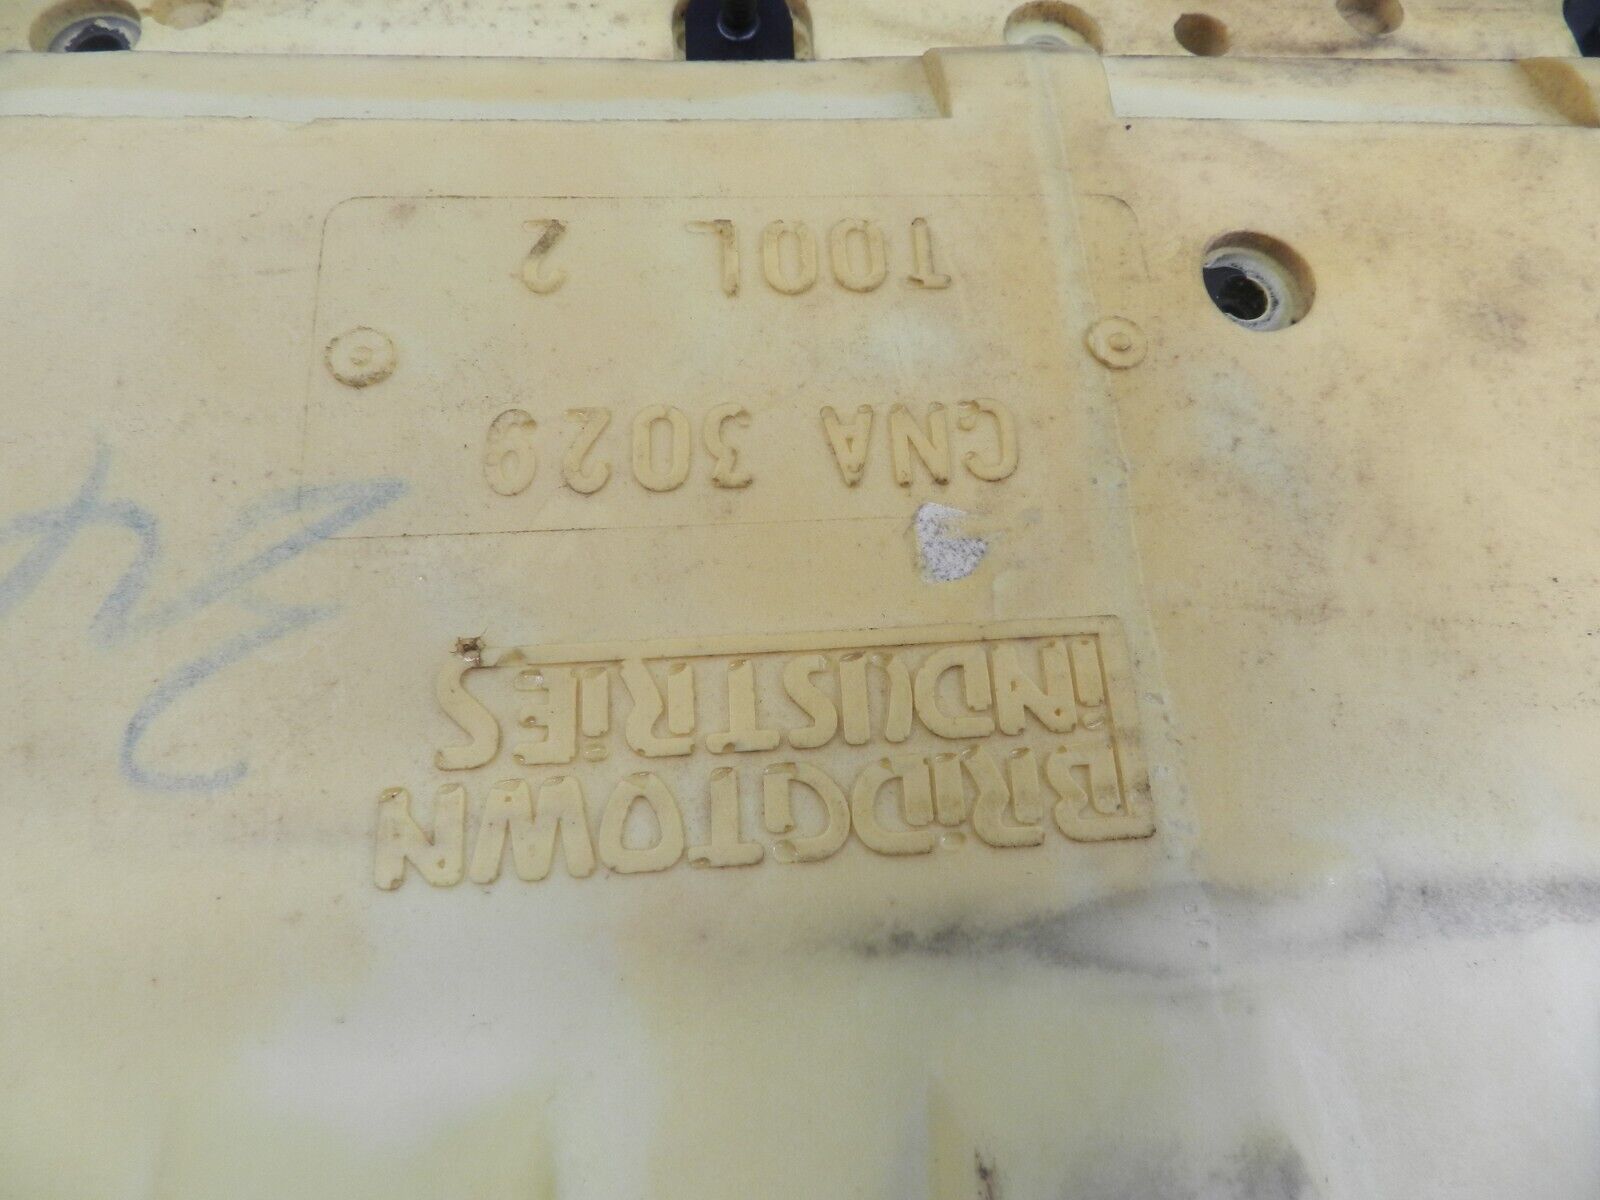 BRIDGTOWN
INDUSTRIES
CNA 3029
TOOL 2